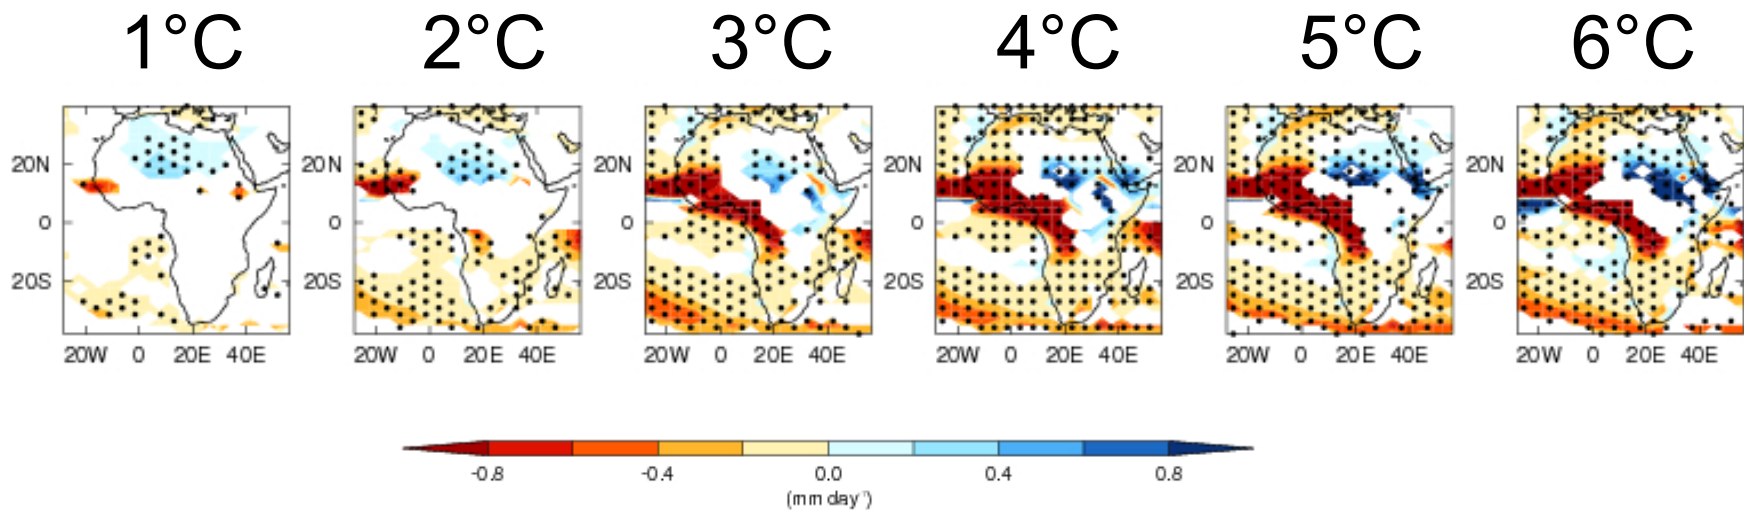 1°C 2°C 3°C 4°C 5°C 6°C
20N 20N 20N 20N 20N 20N
0 0 0 0 0 0
20S 20S 20S 20S 20S 20S
20W 0 20E 40E 20W 0 20E 40E 20W 0 20E 40E 20W 0 20E 40E 20W 0 20E 40E 20W 0 20E 40E
-0.8 -0.4 0.0 0.4 0.8
(mm day⁻¹)